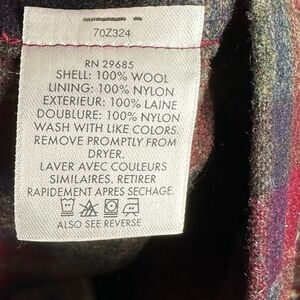 70Z324
RN 29685
SHELL: 100% WOOL
LINING: 100% NYLON
EXTERIEUR: 100% LAINE
DOUBLURE: 100% NYLON
WASH WITH LIKE COLORS.
REMOVE PROMPTLY FROM
DRYER.
LAVER AVEC COULEURS
SIMILAIRES. RETIRER
RAPIDEMENT APRES SECHAGE.
ALSO SEE REVERSE